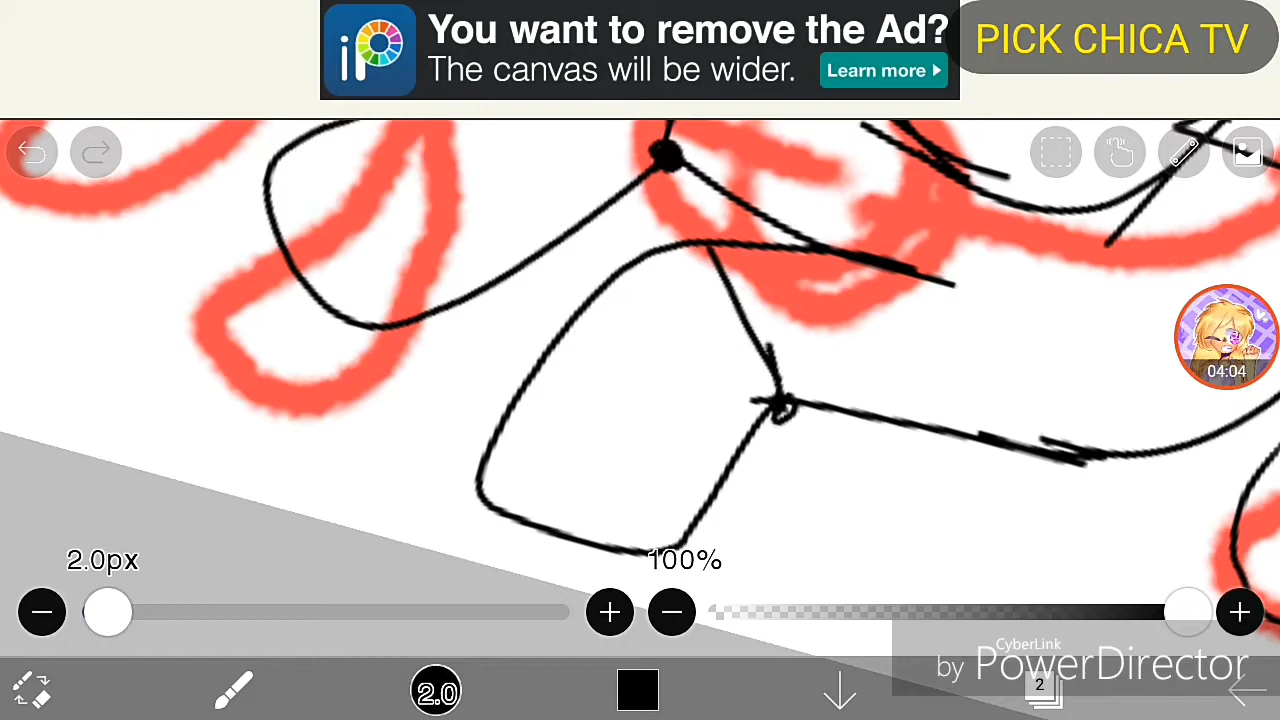 You want to remove the Ad?
The canvas will be wider.
Learn more
iP
PICK CHICA TV
04:04
2.0px
100%
CyberLink
by PowerDirector
2.0
2